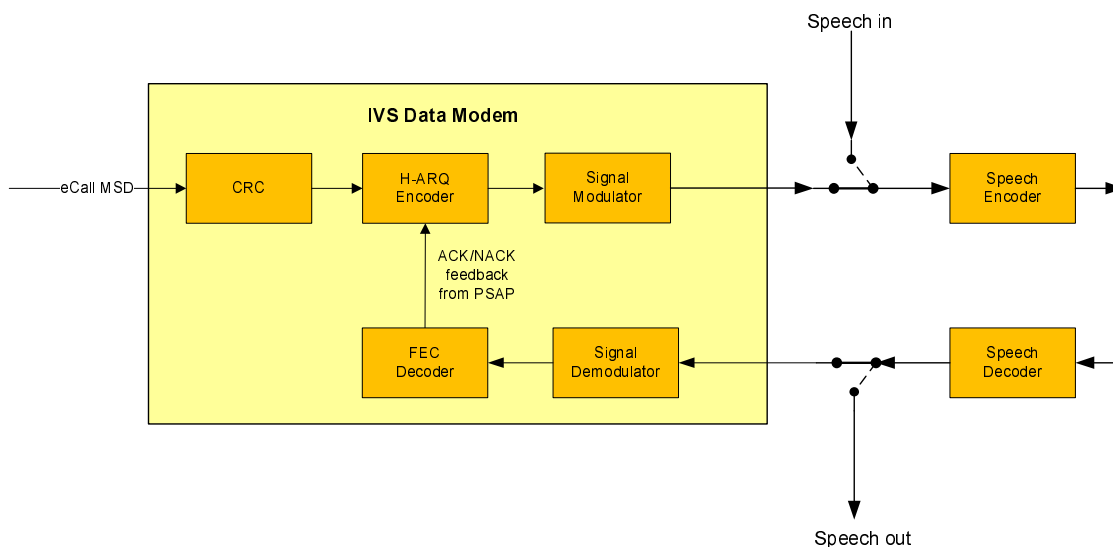 Speech in
IVS Data Modem
eCall MSD
CRC
H-ARQ
Encoder
Signal
Modulator
Speech
Encoder
ACK/NACK
feedback
from PSAP
FEC
Decoder
Signal
Demodulator
Speech
Decoder
Speech out